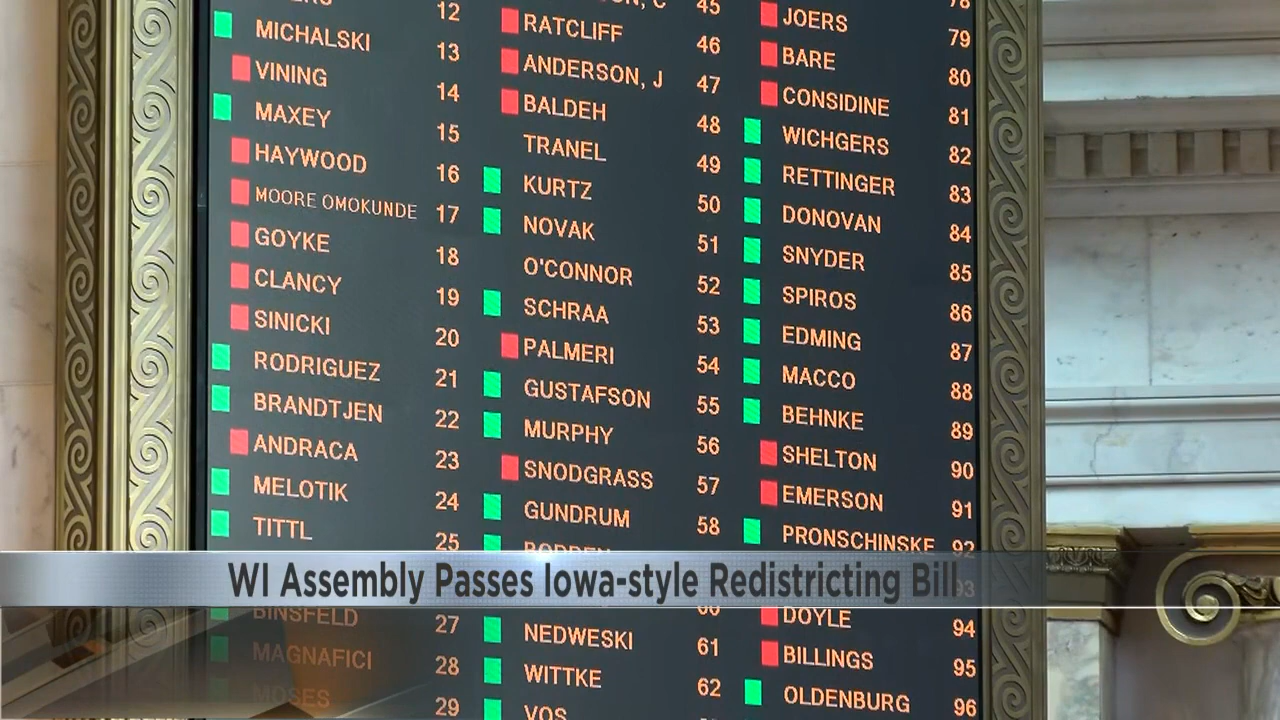 12
MICHALSKI 13
VINING 14
MAXEY 15
HAYWOOD 16
MOORE OMOKUNDE 17
GOYKE 18
CLANCY 19
SINICKI 20
RODRIGUEZ 21
BRANDTJEN 22
ANDRACA 23
MELOTIK 24
TITTL 25
BINSFELD 27
MAGNAFICI 28
MOSES 29
45
RATCLIFF 46
ANDERSON, J 47
BALDEH 48
TRANEL 49
KURTZ 50
NOVAK 51
O'CONNOR 52
SCHRAA 53
PALMERI 54
GUSTAFSON 55
MURPHY 56
SNODGRASS 57
GUNDRUM 58
NEDWESKI 61
WITTKE 62
VOS
78
JOERS 79
BARE 80
CONSIDINE 81
WICHGERS 82
RETTINGER 83
DONOVAN 84
SNYDER 85
SPIROS 86
EDMING 87
MACCO 88
BEHNKE 89
SHELTON 90
EMERSON 91
PRONSCHINSKE 92
93
DOYLE 94
BILLINGS 95
OLDENBURG 96
WI Assembly Passes Iowa-style Redistricting Bill